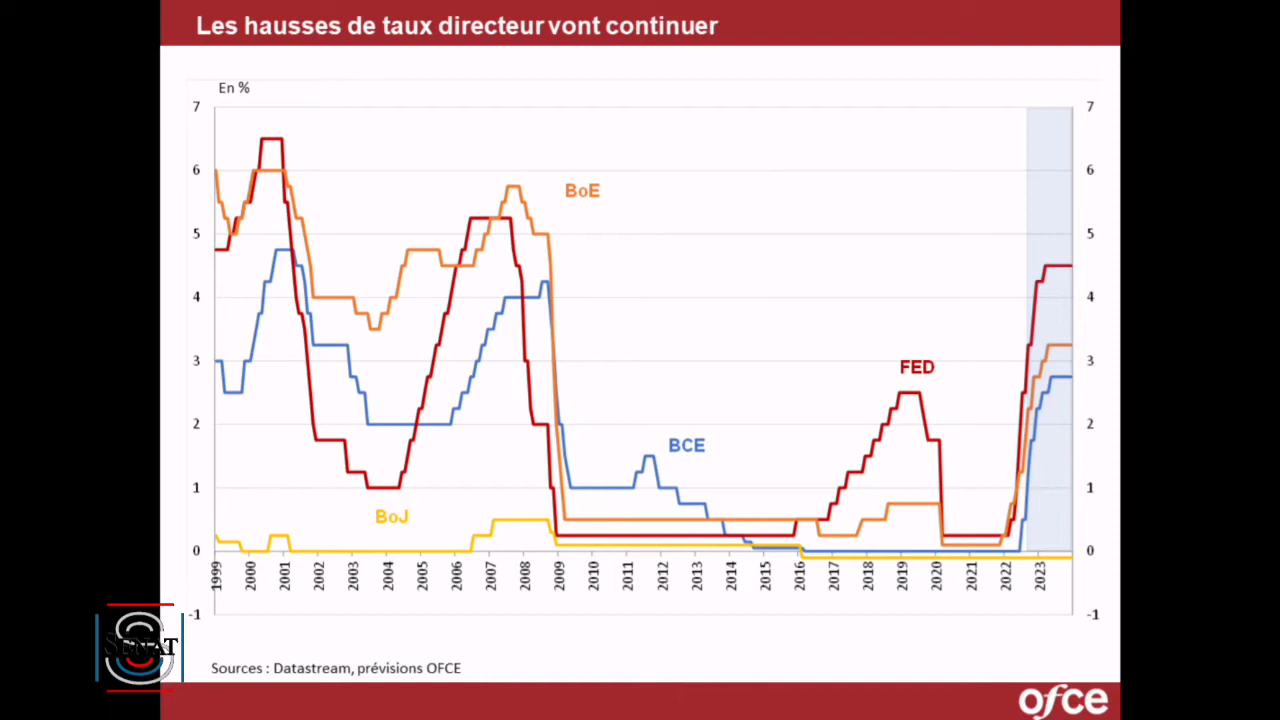 Les hausses de taux directeur vont continuer
En %
7
7
6
6
BoE
5
5
4
4
3
3
FED
2
2
BCE
1
1
BoJ
0
0
1999 2000 2001 2002 2003 2004 2005 2006 2007 2008 2009 2010 2011 2012 2013 2014 2015 2016 2017 2018 2019 2020 2021 2022 2023
-1
-1
SENAT
Sources : Datastream, prévisions OFCE
ofce